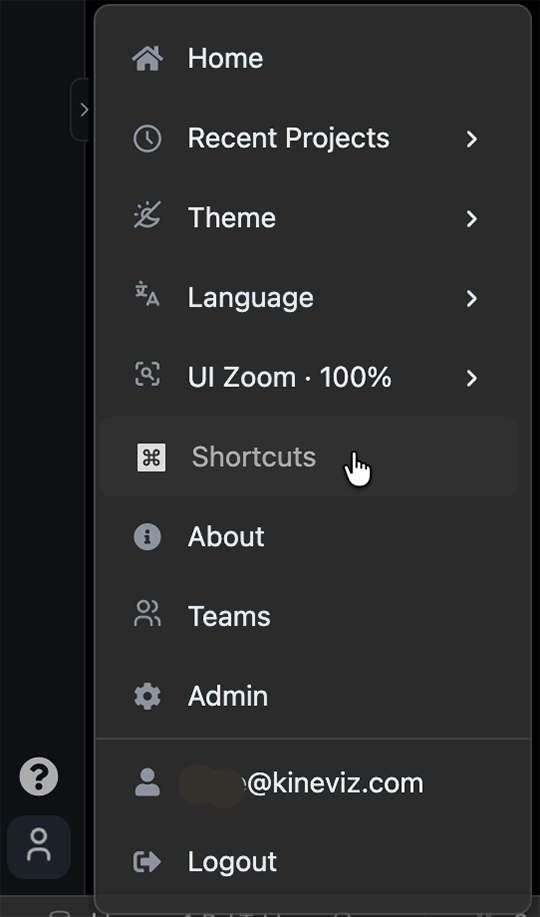 Home
Recent Projects
Theme
Language
UI Zoom · 100%
Shortcuts
About
Teams
Admin
e@kineviz.com
Logout